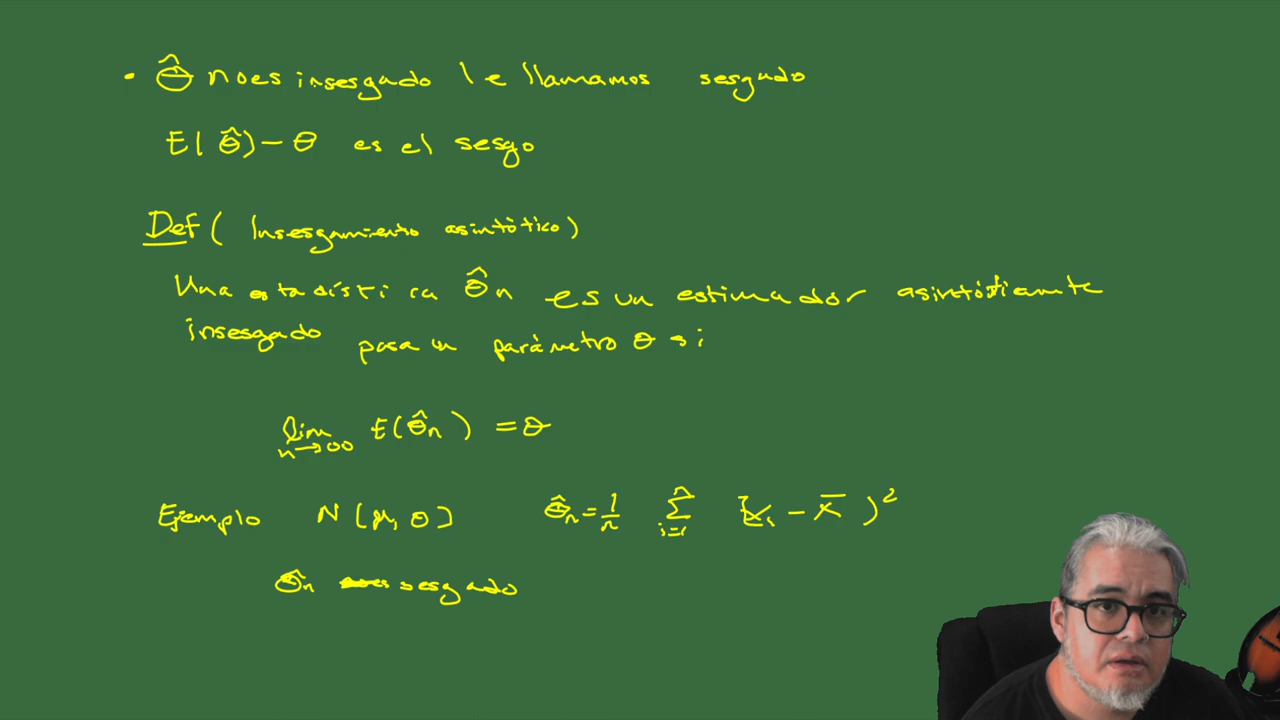 • θ̂ no es insesgado le llamamos sesgado
E(θ̂) - θ es el sesgo
Def (Insesgamiento asintótico)
Una estadística θ̂n es un estimador asintóticamente
insesgado para un parámetro θ si
lim n→∞ E(θ̂n) = θ
Ejemplo N(μ, θ) θ̂n = 1/n Σ i=1 n (Xi - X̄)²
θ̂n es sesgado